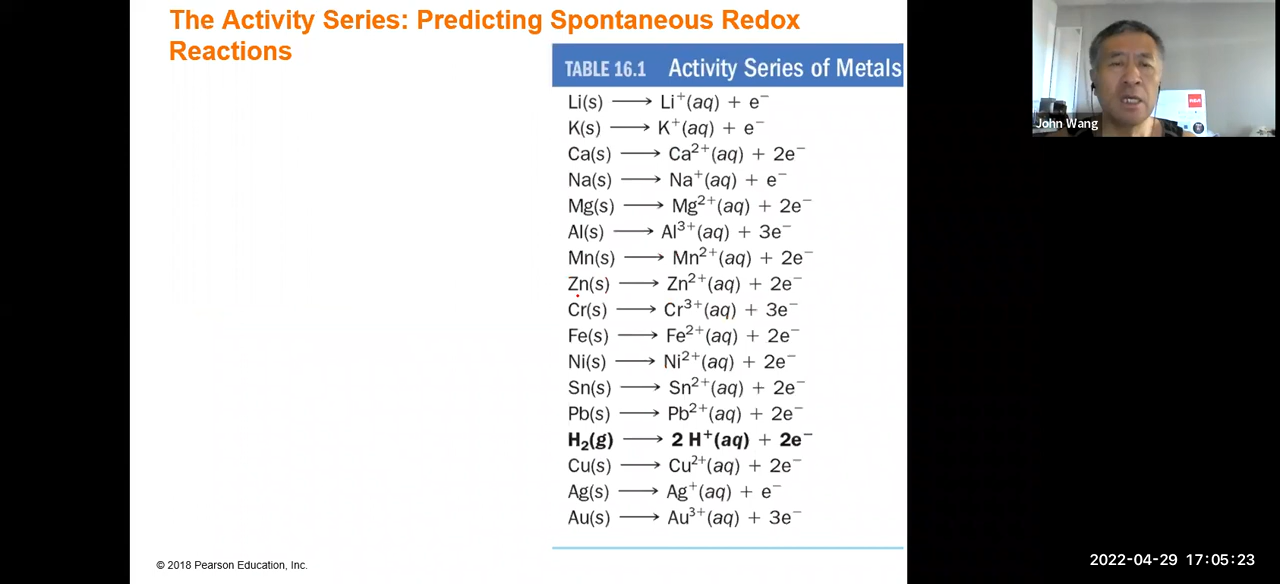 The Activity Series: Predicting Spontaneous Redox
Reactions
TABLE 16.1 Activity Series of Metals
Li(s) ⟶ Li⁺(aq) + e⁻
K(s) ⟶ K⁺(aq) + e⁻
Ca(s) ⟶ Ca²⁺(aq) + 2e⁻
Na(s) ⟶ Na⁺(aq) + e⁻
Mg(s) ⟶ Mg²⁺(aq) + 2e⁻
Al(s) ⟶ Al³⁺(aq) + 3e⁻
Mn(s) ⟶ Mn²⁺(aq) + 2e⁻
Zn(s) ⟶ Zn²⁺(aq) + 2e⁻
Cr(s) ⟶ Cr³⁺(aq) + 3e⁻
Fe(s) ⟶ Fe²⁺(aq) + 2e⁻
Ni(s) ⟶ Ni²⁺(aq) + 2e⁻
Sn(s) ⟶ Sn²⁺(aq) + 2e⁻
Pb(s) ⟶ Pb²⁺(aq) + 2e⁻
H₂(g) ⟶ 2 H⁺(aq) + 2e⁻
Cu(s) ⟶ Cu²⁺(aq) + 2e⁻
Ag(s) ⟶ Ag⁺(aq) + e⁻
Au(s) ⟶ Au³⁺(aq) + 3e⁻
© 2018 Pearson Education, Inc.
RCA
John Wang
2022-04-29 17:05:23